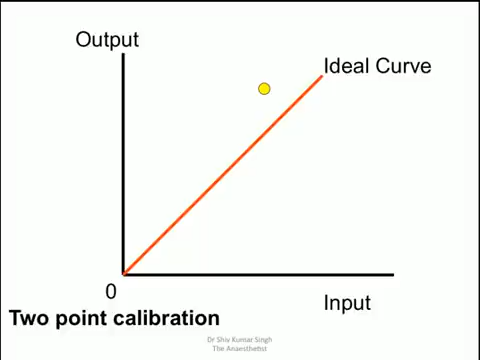 Output
Ideal Curve
0
Input
Two point calibration
Dr Shiv Kumar Singh
The Anaesthetist